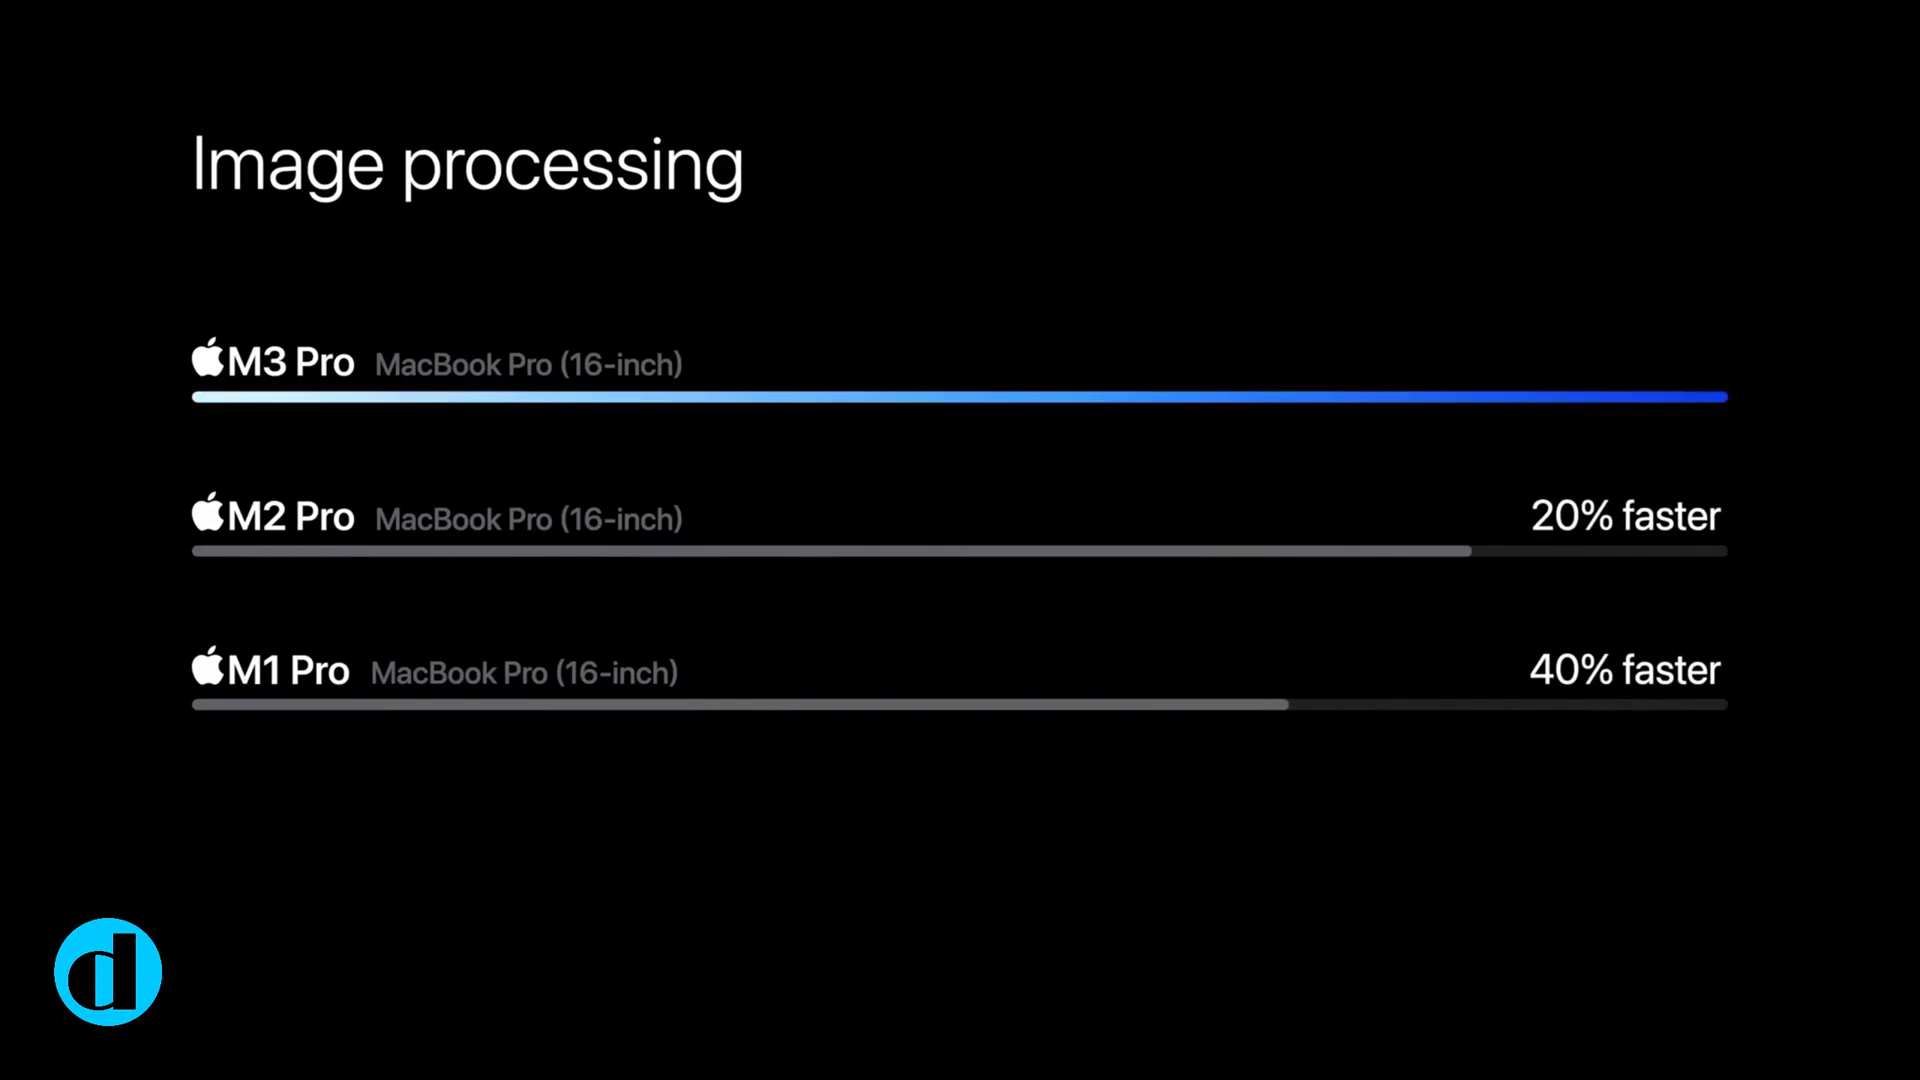 Image processing
M3 Pro MacBook Pro (16-inch)
M2 Pro MacBook Pro (16-inch) 20% faster
M1 Pro MacBook Pro (16-inch) 40% faster
d